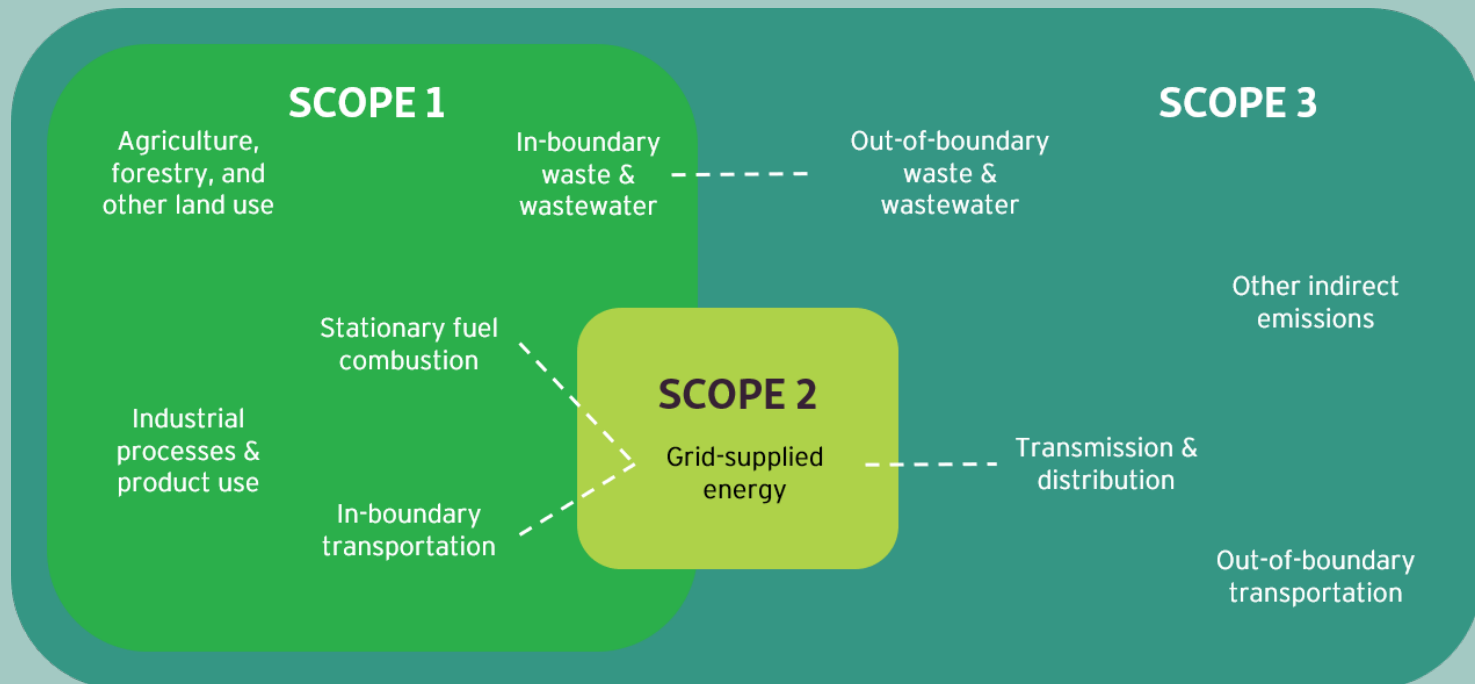 SCOPE 1
Agriculture,
forestry, and
other land use
In-boundary
waste &
wastewater
Stationary fuel
combustion
Industrial
processes &
product use
In-boundary
transportation
SCOPE 2
Grid-supplied
energy
SCOPE 3
Out-of-boundary
waste &
wastewater
Other indirect
emissions
Transmission &
distribution
Out-of-boundary
transportation